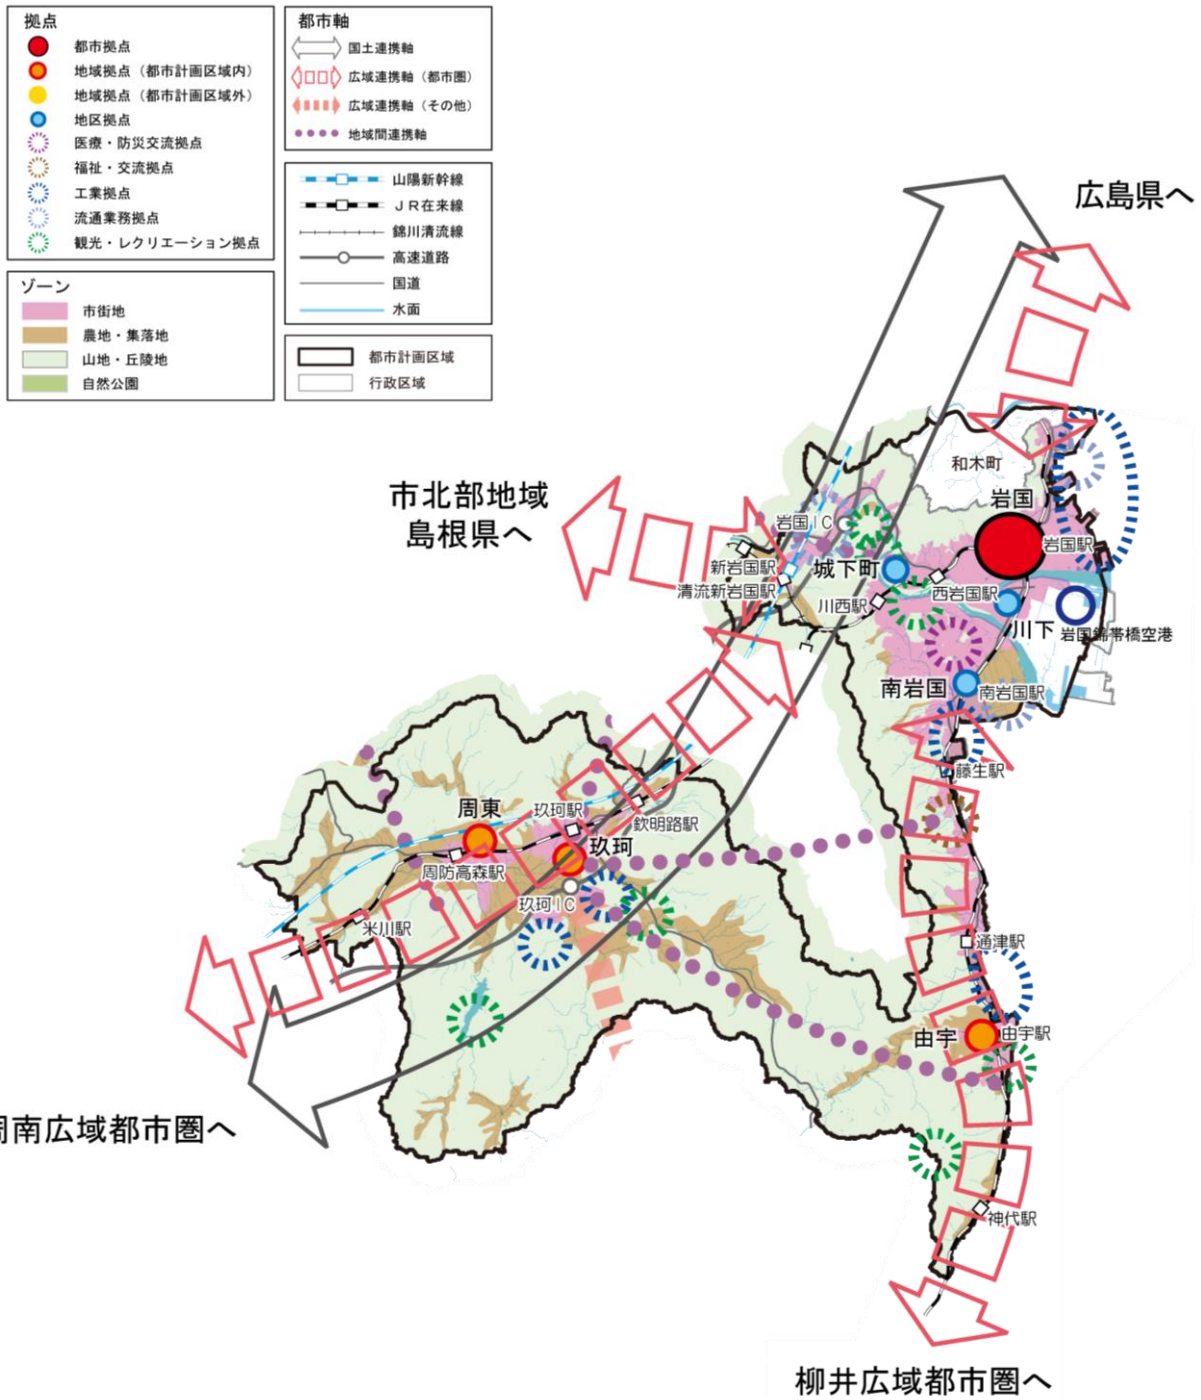 拠点
都市拠点
地域拠点（都市計画区域内）
地域拠点（都市計画区域外）
地区拠点
医療・防災交流拠点
福祉・交流拠点
工業拠点
流通業務拠点
観光・レクリエーション拠点
ゾーン
市街地
農地・集落地
山地・丘陵地
自然公園
都市軸
国土連携軸
広域連携軸（都市圏）
広域連携軸（その他）
地域間連携軸
山陽新幹線
ＪＲ在来線
錦川清流線
高速道路
国道
水面
都市計画区域
行政区域
広島県へ
市北部地域
島根県へ
和木町
岩国
岩国IC
岩国駅
新岩国駅
城下町
清流新岩国駅
川西駅
西岩国駅
川下
岩国錦帯橋空港
南岩国
南岩国駅
藤生駅
周東
玖珂駅
欽明路駅
玖珂
周防高森駅
玖珂IC
米川駅
通津駅
由宇
由宇駅
周南広域都市圏へ
神代駅
柳井広域都市圏へ